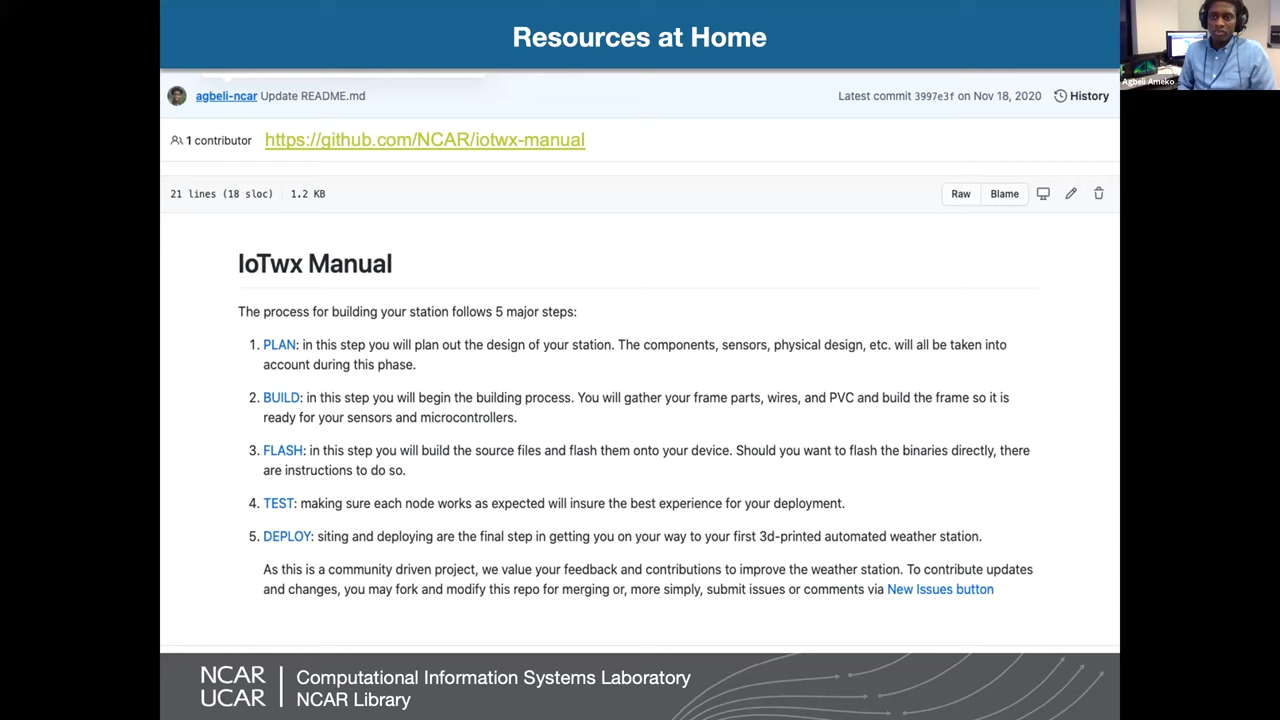 Resources at Home
agbeli-ncar Update README.md
Latest commit 3997e3f on Nov 18, 2020 History
1 contributor https://github.com/NCAR/iotwx-manual
21 lines (18 sloc) 1.2 KB
Raw Blame
IoTwx Manual
The process for building your station follows 5 major steps:
1. PLAN: in this step you will plan out the design of your station. The components, sensors, physical design, etc. will all be taken into
account during this phase.
2. BUILD: in this step you will begin the building process. You will gather your frame parts, wires, and PVC and build the frame so it is
ready for your sensors and microcontrollers.
3. FLASH: in this step you will build the source files and flash them onto your device. Should you want to flash the binaries directly, there
are instructions to do so.
4. TEST: making sure each node works as expected will insure the best experience for your deployment.
5. DEPLOY: siting and deploying are the final step in getting you on your way to your first 3d-printed automated weather station.
As this is a community driven project, we value your feedback and contributions to improve the weather station. To contribute updates
and changes, you may fork and modify this repo for merging or, more simply, submit issues or comments via New Issues button
NCAR
UCAR
Computational Information Systems Laboratory
NCAR Library
Agbeli Ameko